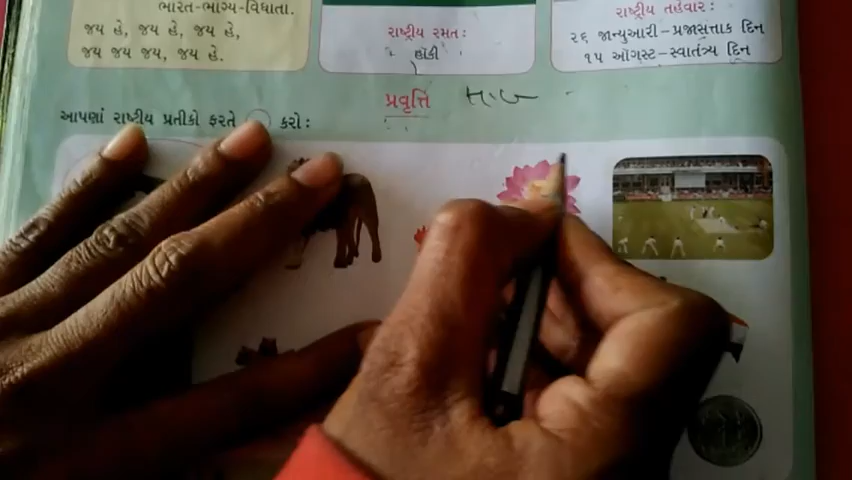 ભારત-ભાગ્ય-વિધાતા.
જય હે, જય હે, જય હે,
જય જય જય, જય હે.
રાષ્ટ્રીય રમત:
હૉકી
રાષ્ટ્રીય તહેવાર:
૨૬ જાન્યુઆરી–પ્રજાસત્તાક દિન
૧૫ ઑગસ્ટ–સ્વાતંત્ર્ય દિન
પ્રવૃત્તિ
આપણાં રાષ્ટ્રીય પ્રતીકો ફરતે ◯ કરો: